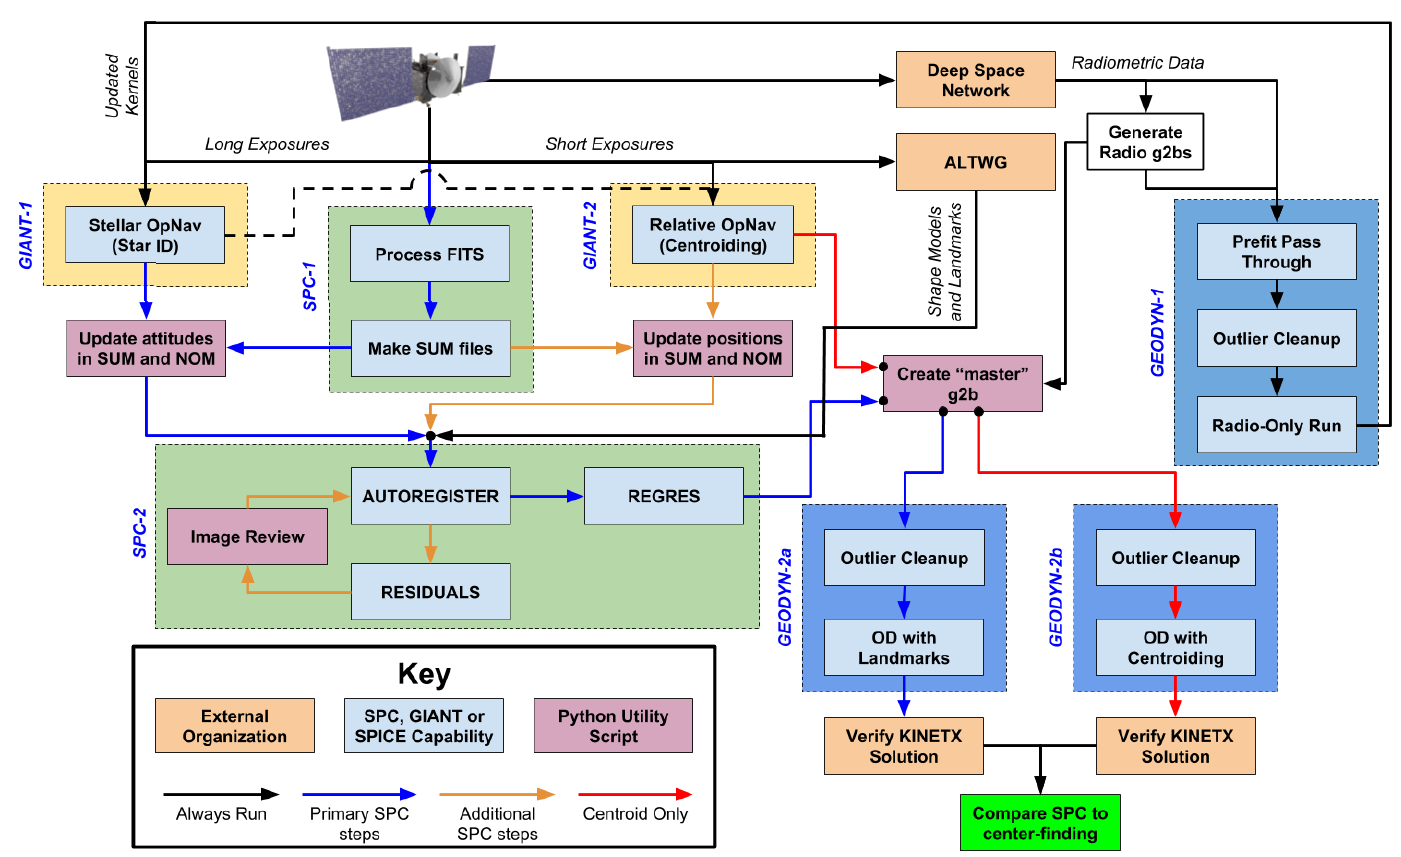 Updated
Kernels
Deep Space
Network
Radiometric Data
Generate
Radio g2bs
Long Exposures
Short Exposures
ALTWG
GIANT-1
Stellar OpNav
(Star ID)
SPC-1
Process FITS
GIANT-2
Relative OpNav
(Centroiding)
Shape Models
and Landmarks
GEODYN-1
Prefit Pass
Through
Update attitudes
in SUM and NOM
Make SUM files
Update positions
in SUM and NOM
Outlier Cleanup
Create “master”
g2b
Radio-Only Run
SPC-2
AUTOREGISTER
REGRES
Image Review
RESIDUALS
GEODYN-2a
Outlier Cleanup
OD with
Landmarks
GEODYN-2b
Outlier Cleanup
OD with
Centroiding
Verify KINETX
Solution
Verify KINETX
Solution
Compare SPC to
center-finding
Key
External
Organization
SPC, GIANT or
SPICE Capability
Python Utility
Script
Always Run
Primary SPC
steps
Additional
SPC steps
Centroid Only